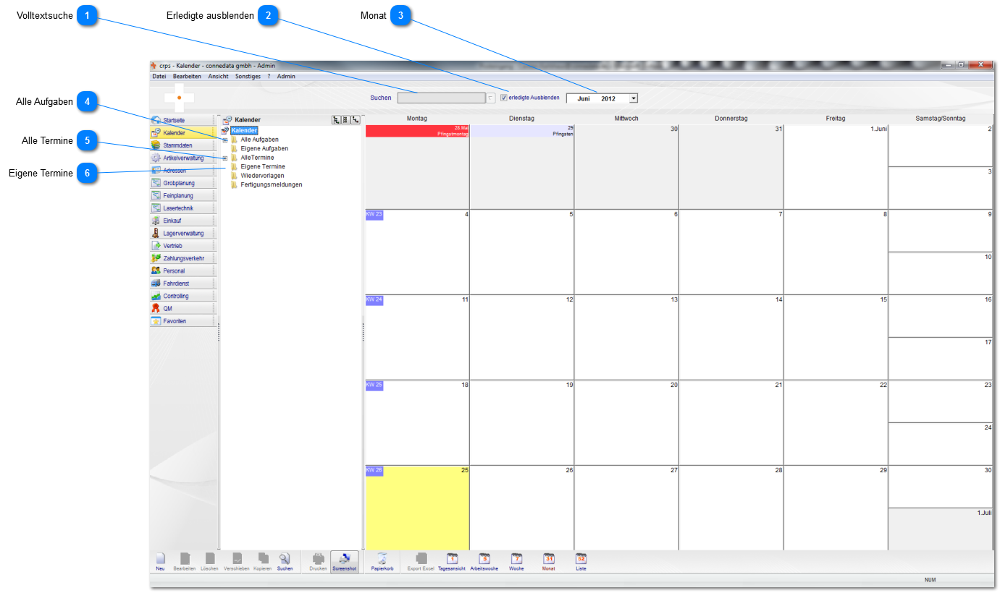 Volltextsuche 1
Erledigte ausblenden 2
Monat 3
Alle Aufgaben 4
Alle Termine 5
Eigene Termine 6
crps - Kalender - connedata gmbh - Admin
Datei Bearbeiten Ansicht Sonstiges ? Admin
Suchen
erledigte Ausblenden
Juni 2012
Startseite
Kalender
Stammdaten
Artikelverwaltung
Adressen
Grobplanung
Feinplanung
Lasertechnik
Einkauf
Lagerverwaltung
Vertrieb
Zahlungsverkehr
Personal
Fahrdienst
Controlling
QM
Favoriten
Kalender
Kalender
Alle Aufgaben
Eigene Aufgaben
AlleTermine
Eigene Termine
Wiedervorlagen
Fertigungsmeldungen
Montag Dienstag Mittwoch Donnerstag Freitag Samstag/Sonntag
28.Mai 29 30 31 1.Juni 2
Pfingstmontag Pfingsten
3
KW 23 4 5 6 7 8 9
10
KW 24 11 12 13 14 15 16
17
KW 25 18 19 20 21 22 23
24
KW 26 25 26 27 28 29 30
1.Juli
1 5 7 31 52
Neu Bearbeiten Löschen Verschieben Kopieren Suchen Drucken Screenshot Papierkorb Export Excel Tagesansicht Arbeitswoche Woche Monat Liste
NUM